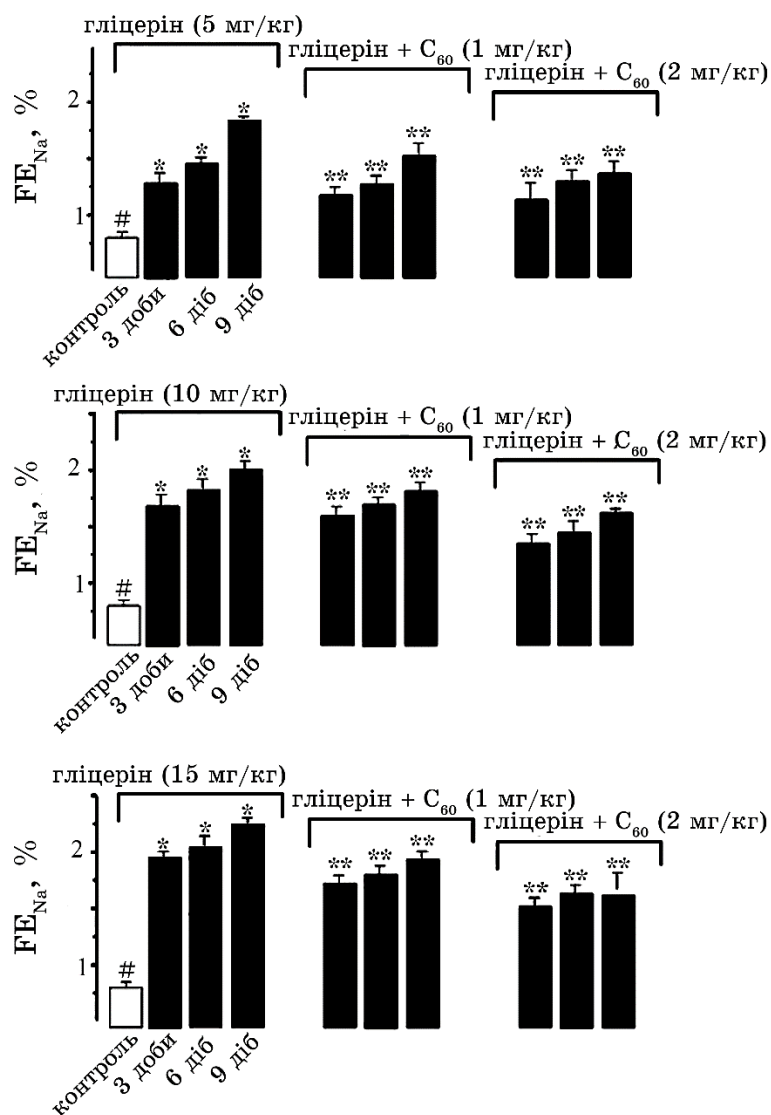 гліцерін (5 мг/кг)
гліцерін + C₆₀ (1 мг/кг)
гліцерін + C₆₀ (2 мг/кг)
FE_Na, %
2
1
#
*
*
*
**
**
**
**
**
**
контроль
3 доби
6 діб
9 діб
гліцерін (10 мг/кг)
гліцерін + C₆₀ (1 мг/кг)
гліцерін + C₆₀ (2 мг/кг)
FE_Na, %
2
1
#
*
*
*
**
**
**
**
**
**
контроль
3 доби
6 діб
9 діб
гліцерін (15 мг/кг)
гліцерін + C₆₀ (1 мг/кг)
гліцерін + C₆₀ (2 мг/кг)
FE_Na, %
2
1
#
*
*
*
**
**
**
**
**
**
контроль
3 доби
6 діб
9 діб